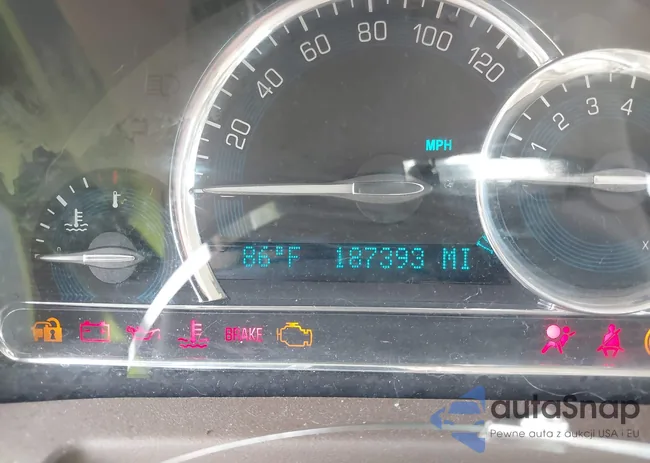 20 40 60 80 100 120
MPH
1 2 3 4
86°F 187393 MI
BRAKE
autaSnap
Pewne auta z aukcji USA i EU